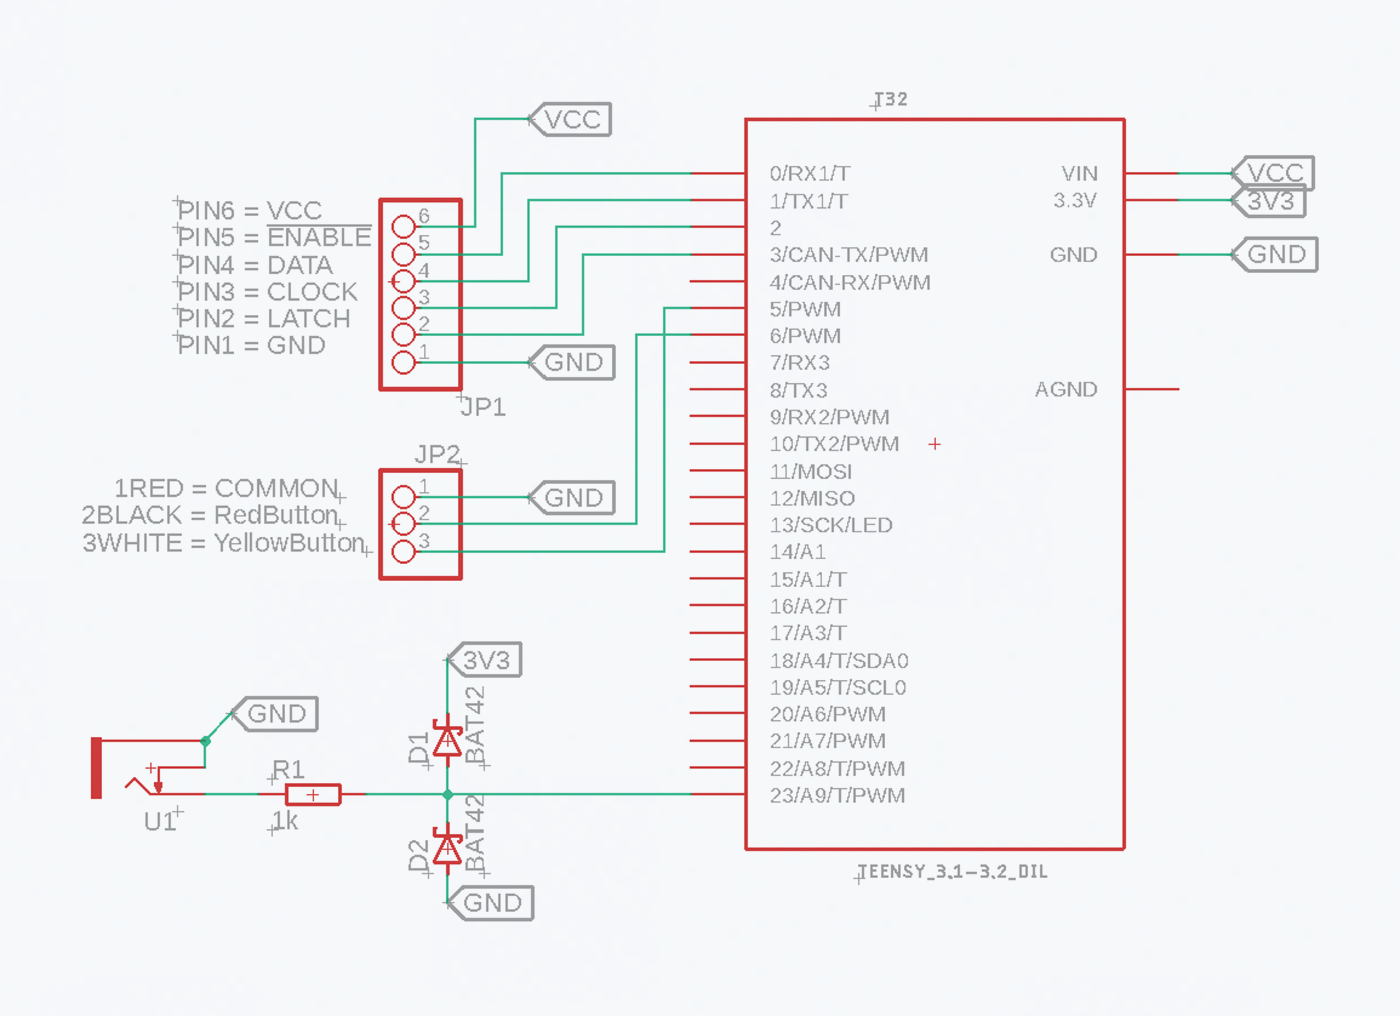 T32
VCC
PIN6 = VCC
PIN5 = ENABLE
PIN4 = DATA
PIN3 = CLOCK
PIN2 = LATCH
PIN1 = GND
6
5
4
3
2
1
GND
JP1
JP2
1RED = COMMON
2BLACK = RedButton
3WHITE = YellowButton
1
2
3
GND
0/RX1/T
1/TX1/T
2
3/CAN-TX/PWM
4/CAN-RX/PWM
5/PWM
6/PWM
7/RX3
8/TX3
9/RX2/PWM
10/TX2/PWM
11/MOSI
12/MISO
13/SCK/LED
14/A1
15/A1/T
16/A2/T
17/A3/T
18/A4/T/SDA0
19/A5/T/SCL0
20/A6/PWM
21/A7/PWM
22/A8/T/PWM
23/A9/T/PWM
VIN
3.3V
GND
AGND
VCC
3V3
GND
3V3
D1
BAT42
GND
R1
1k
U1
D2
BAT42
GND
TEENSY_3.1-3.2_DIL